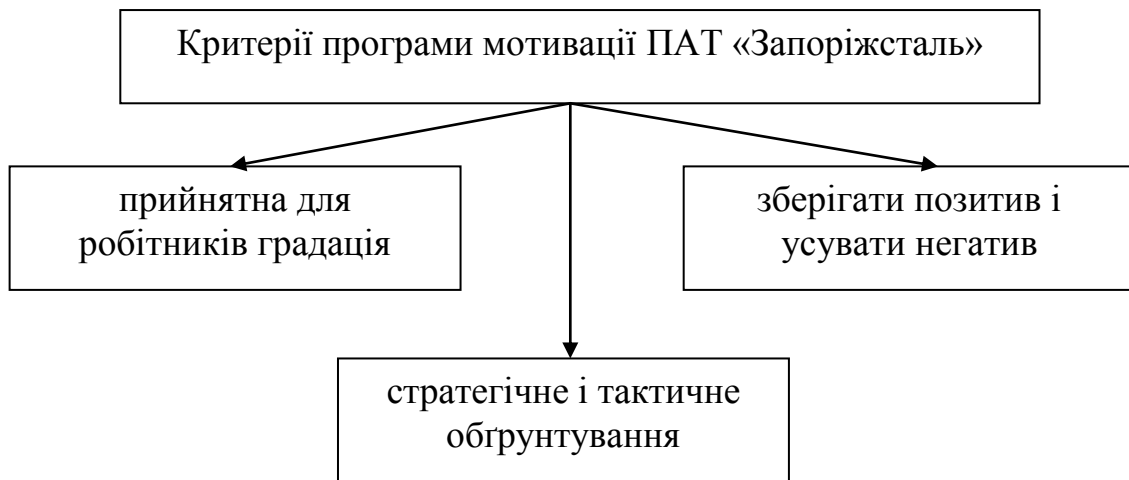 Критерії програми мотивації ПАТ «Запоріжсталь»
прийнятна для
робітників градація
зберігати позитив і
усувати негатив
стратегічне і тактичне
обґрунтування